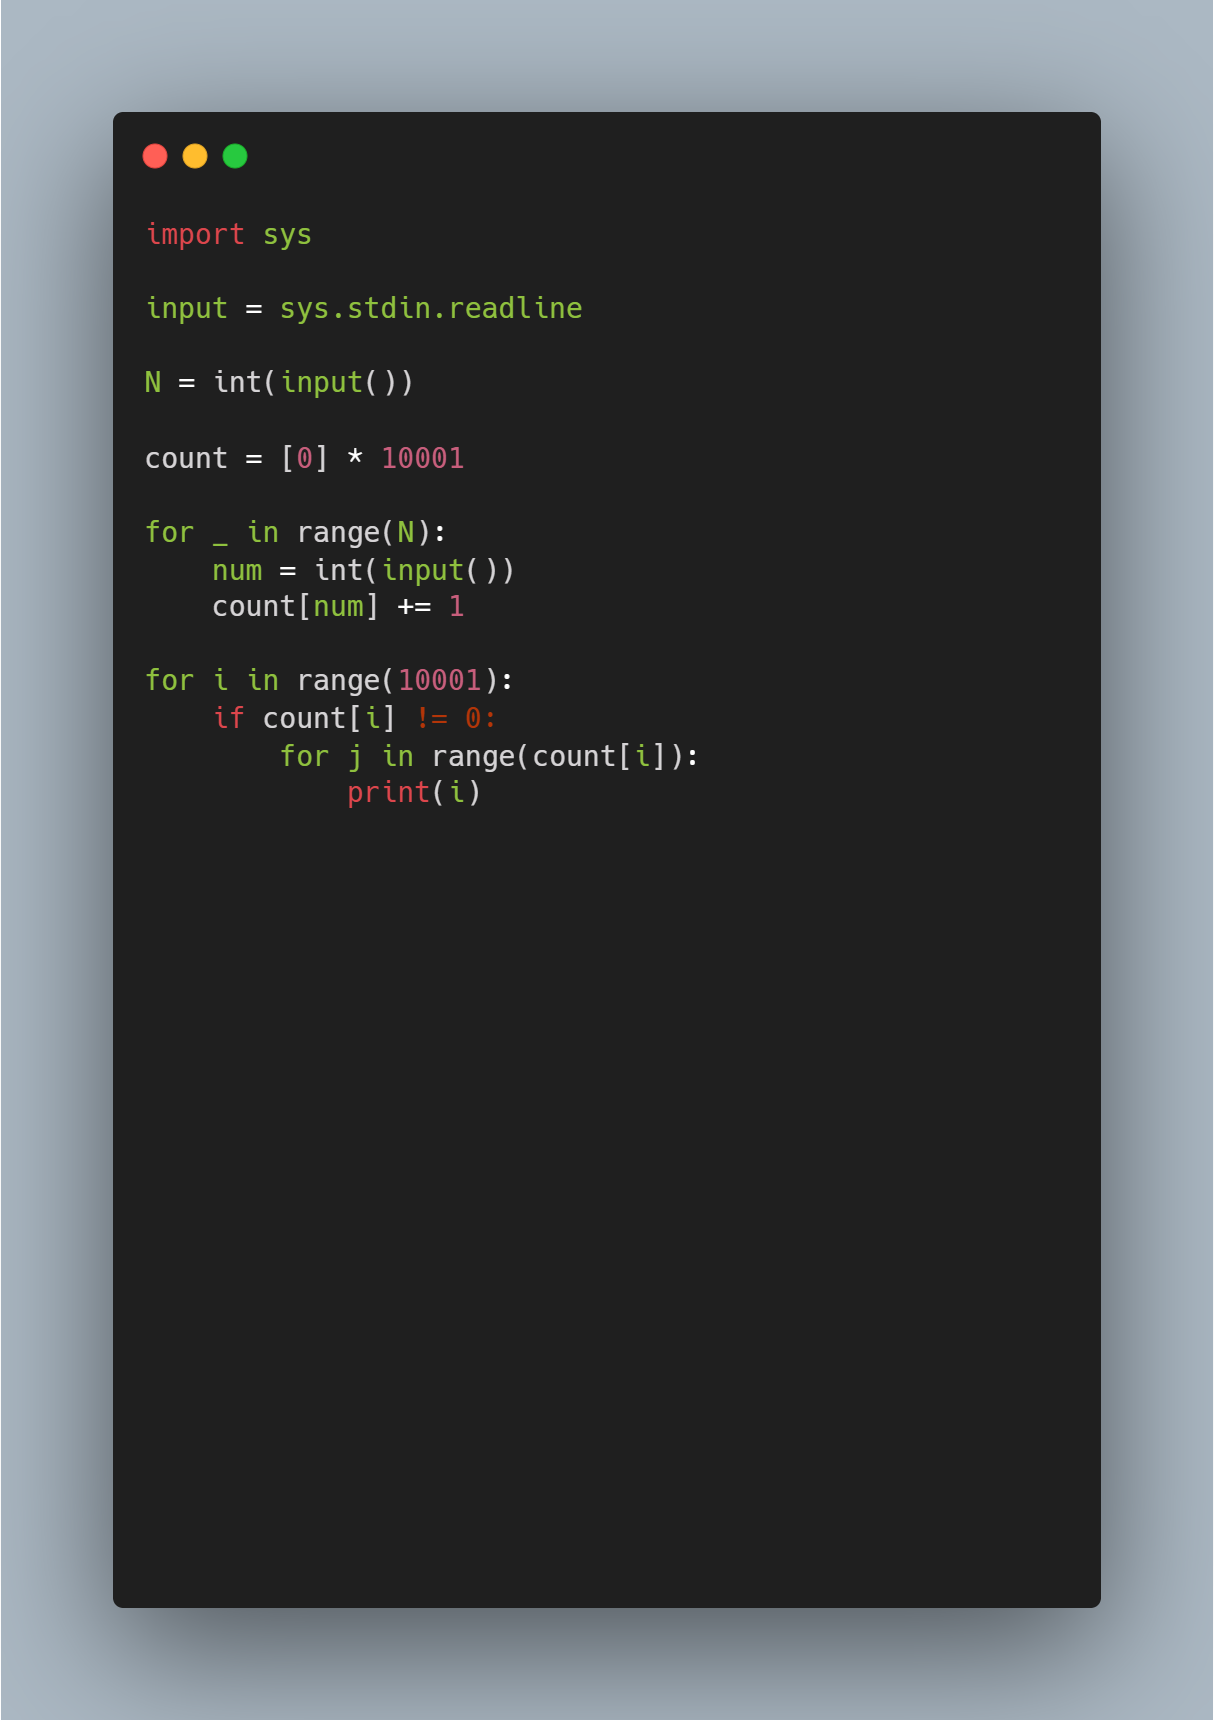 import sys

input = sys.stdin.readline

N = int(input())

count = [0] * 10001

for _ in range(N):
    num = int(input())
    count[num] += 1

for i in range(10001):
    if count[i] != 0:
        for j in range(count[i]):
            print(i)